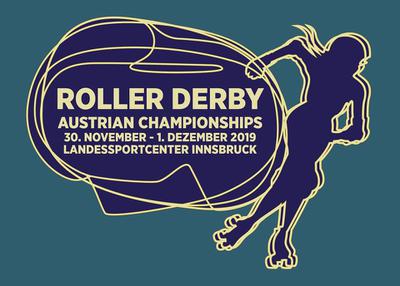 ROLLER DERBY
AUSTRIAN CHAMPIONSHIPS
30. NOVEMBER - 1. DEZEMBER 2019
LANDESSPORTCENTER INNSBRUCK